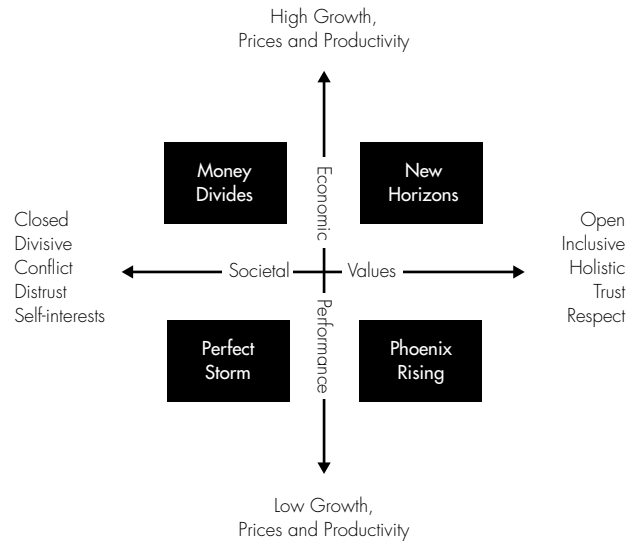 High Growth,
Prices and Productivity
Money
Divides
New
Horizons
Economic
Closed
Divisive
Conflict
Distrust
Self-interests
Societal
Values
Open
Inclusive
Holistic
Trust
Respect
Performance
Perfect
Storm
Phoenix
Rising
Low Growth,
Prices and Productivity